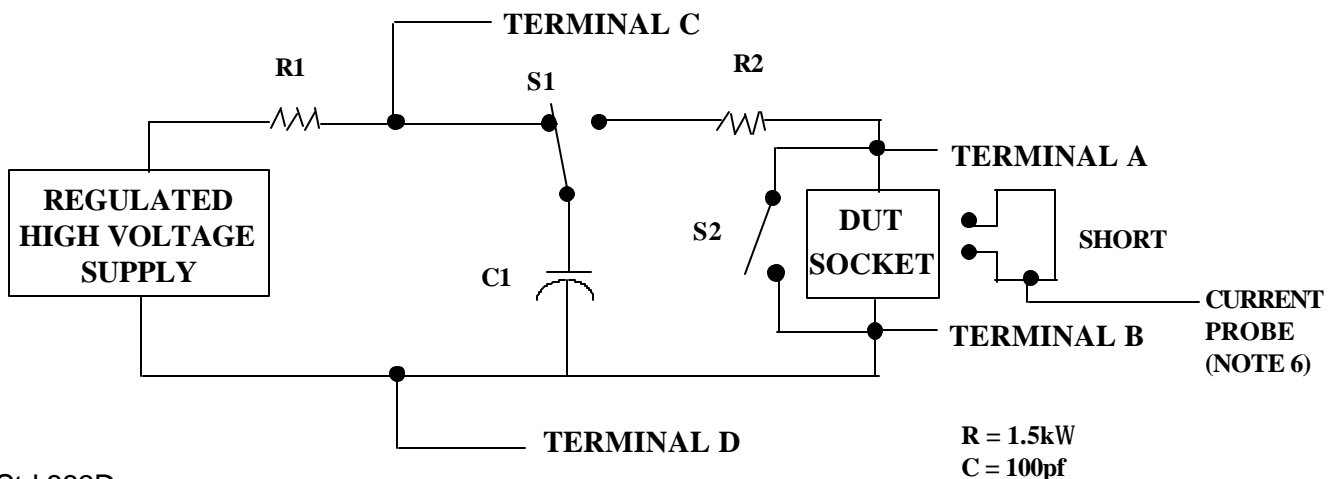 TERMINAL C
R1
S1
R2
TERMINAL A
REGULATED
HIGH VOLTAGE
SUPPLY
S2
DUT
SOCKET
SHORT
C1
CURRENT
PROBE
(NOTE 6)
TERMINAL B
TERMINAL D
R = 1.5kW
C = 100pf